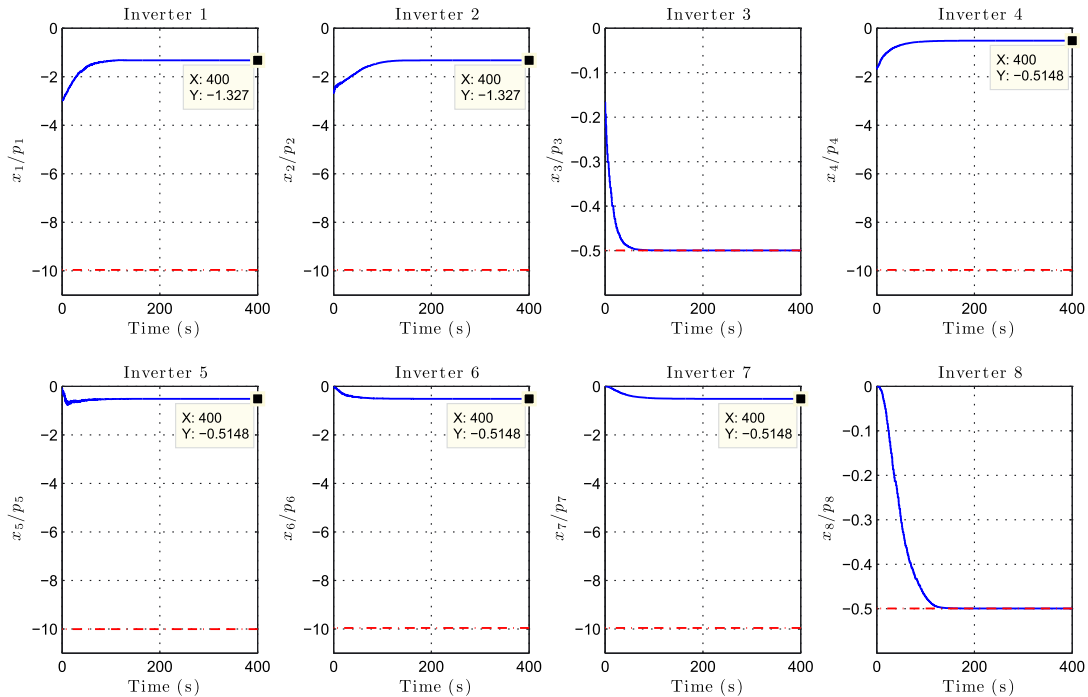 Inverter 1
0
−2
−4
−6
−8
−10
x1/p1
X: 400
Y: −1.327
0 200 400
Time (s)
Inverter 2
0
−2
−4
−6
−8
−10
x2/p2
X: 400
Y: −1.327
0 200 400
Time (s)
Inverter 3
0
−0.1
−0.2
−0.3
−0.4
−0.5
x3/p3
0 200 400
Time (s)
Inverter 4
0
−2
−4
−6
−8
−10
x4/p4
X: 400
Y: −0.5148
0 200 400
Time (s)
Inverter 5
0
−2
−4
−6
−8
−10
x5/p5
X: 400
Y: −0.5148
0 200 400
Time (s)
Inverter 6
0
−2
−4
−6
−8
−10
x6/p6
X: 400
Y: −0.5148
0 200 400
Time (s)
Inverter 7
0
−2
−4
−6
−8
−10
x7/p7
X: 400
Y: −0.5148
0 200 400
Time (s)
Inverter 8
0
−0.1
−0.2
−0.3
−0.4
−0.5
x8/p8
0 200 400
Time (s)